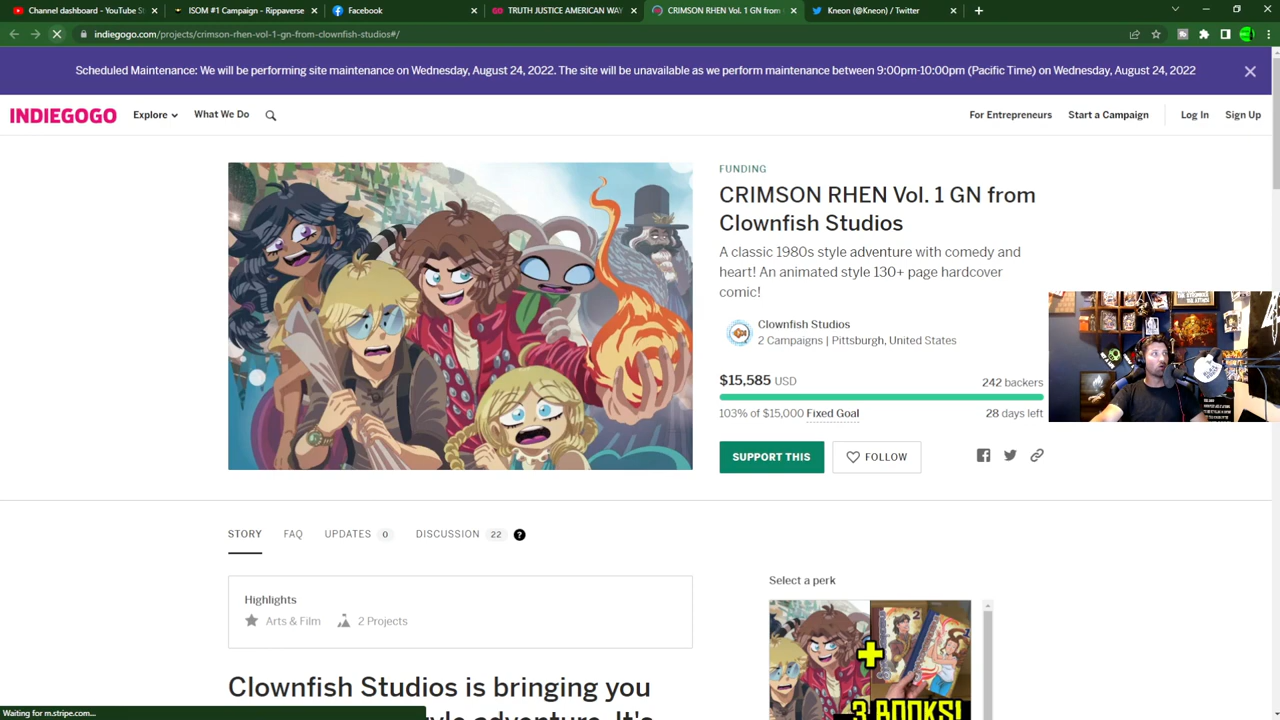 Channel dashboard - YouTube S
ISOM #1 Campaign - Rippaverse
Facebook
TRUTH JUSTICE AMERICAN WAY
CRIMSON RHEN Vol. 1 GN from
Kneon (@Kneon) / Twitter
indiegogo.com/projects/crimson-rhen-vol-1-gn-from-clownfish-studios#/
Scheduled Maintenance: We will be performing site maintenance on Wednesday, August 24, 2022. The site will be unavailable as we perform maintenance between 9:00pm-10:00pm (Pacific Time) on Wednesday, August 24, 2022
INDIEGOGO
Explore
What We Do
For Entrepreneurs
Start a Campaign
Log In
Sign Up
FUNDING
CRIMSON RHEN Vol. 1 GN from
Clownfish Studios
A classic 1980s style adventure with comedy and
heart! An animated style 130+ page hardcover
comic!
Clownfish Studios
2 Campaigns | Pittsburgh, United States
$15,585 USD
242 backers
103% of $15,000 Fixed Goal
28 days left
SUPPORT THIS
FOLLOW
STORY
FAQ
UPDATES 0
DISCUSSION 22 ?
Highlights
Arts & Film
2 Projects
Select a perk
3 BOOKS!
Clownfish Studios is bringing you
style adventure. It's
Waiting for m.stripe.com...